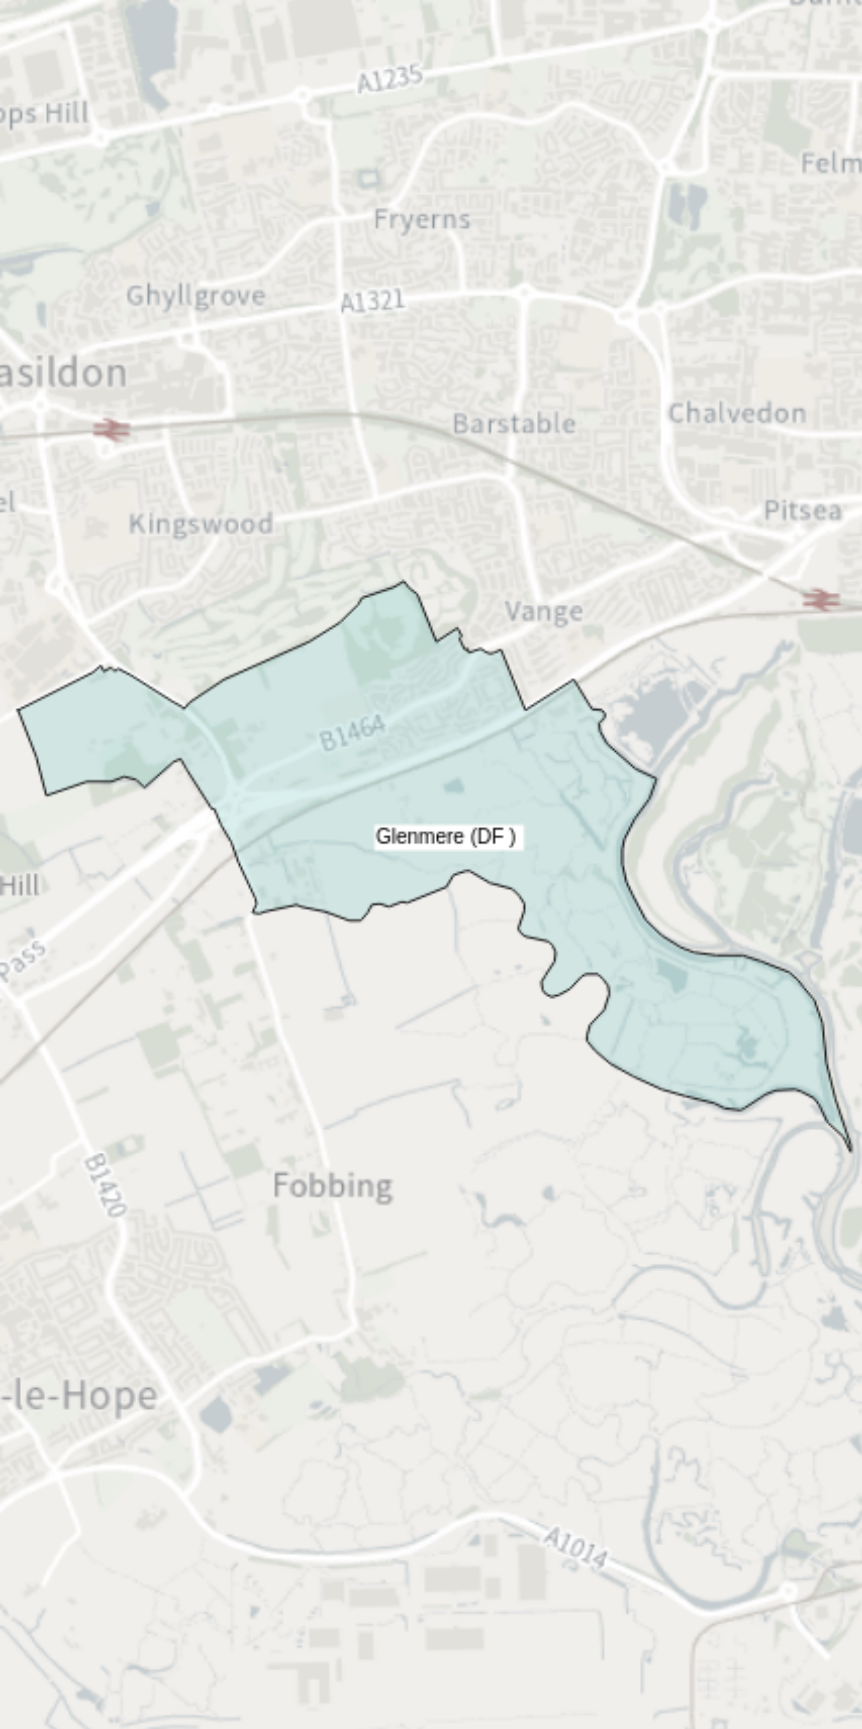 A1235
ops Hill
Felm
Fryerns
Ghyllgrove
A1321
asildon
Barstable
Chalvedon
el
Kingswood
Pitsea
Vange
B1464
Glenmere (DF )
Hill
Pass
B1420
Fobbing
-le-Hope
A1014